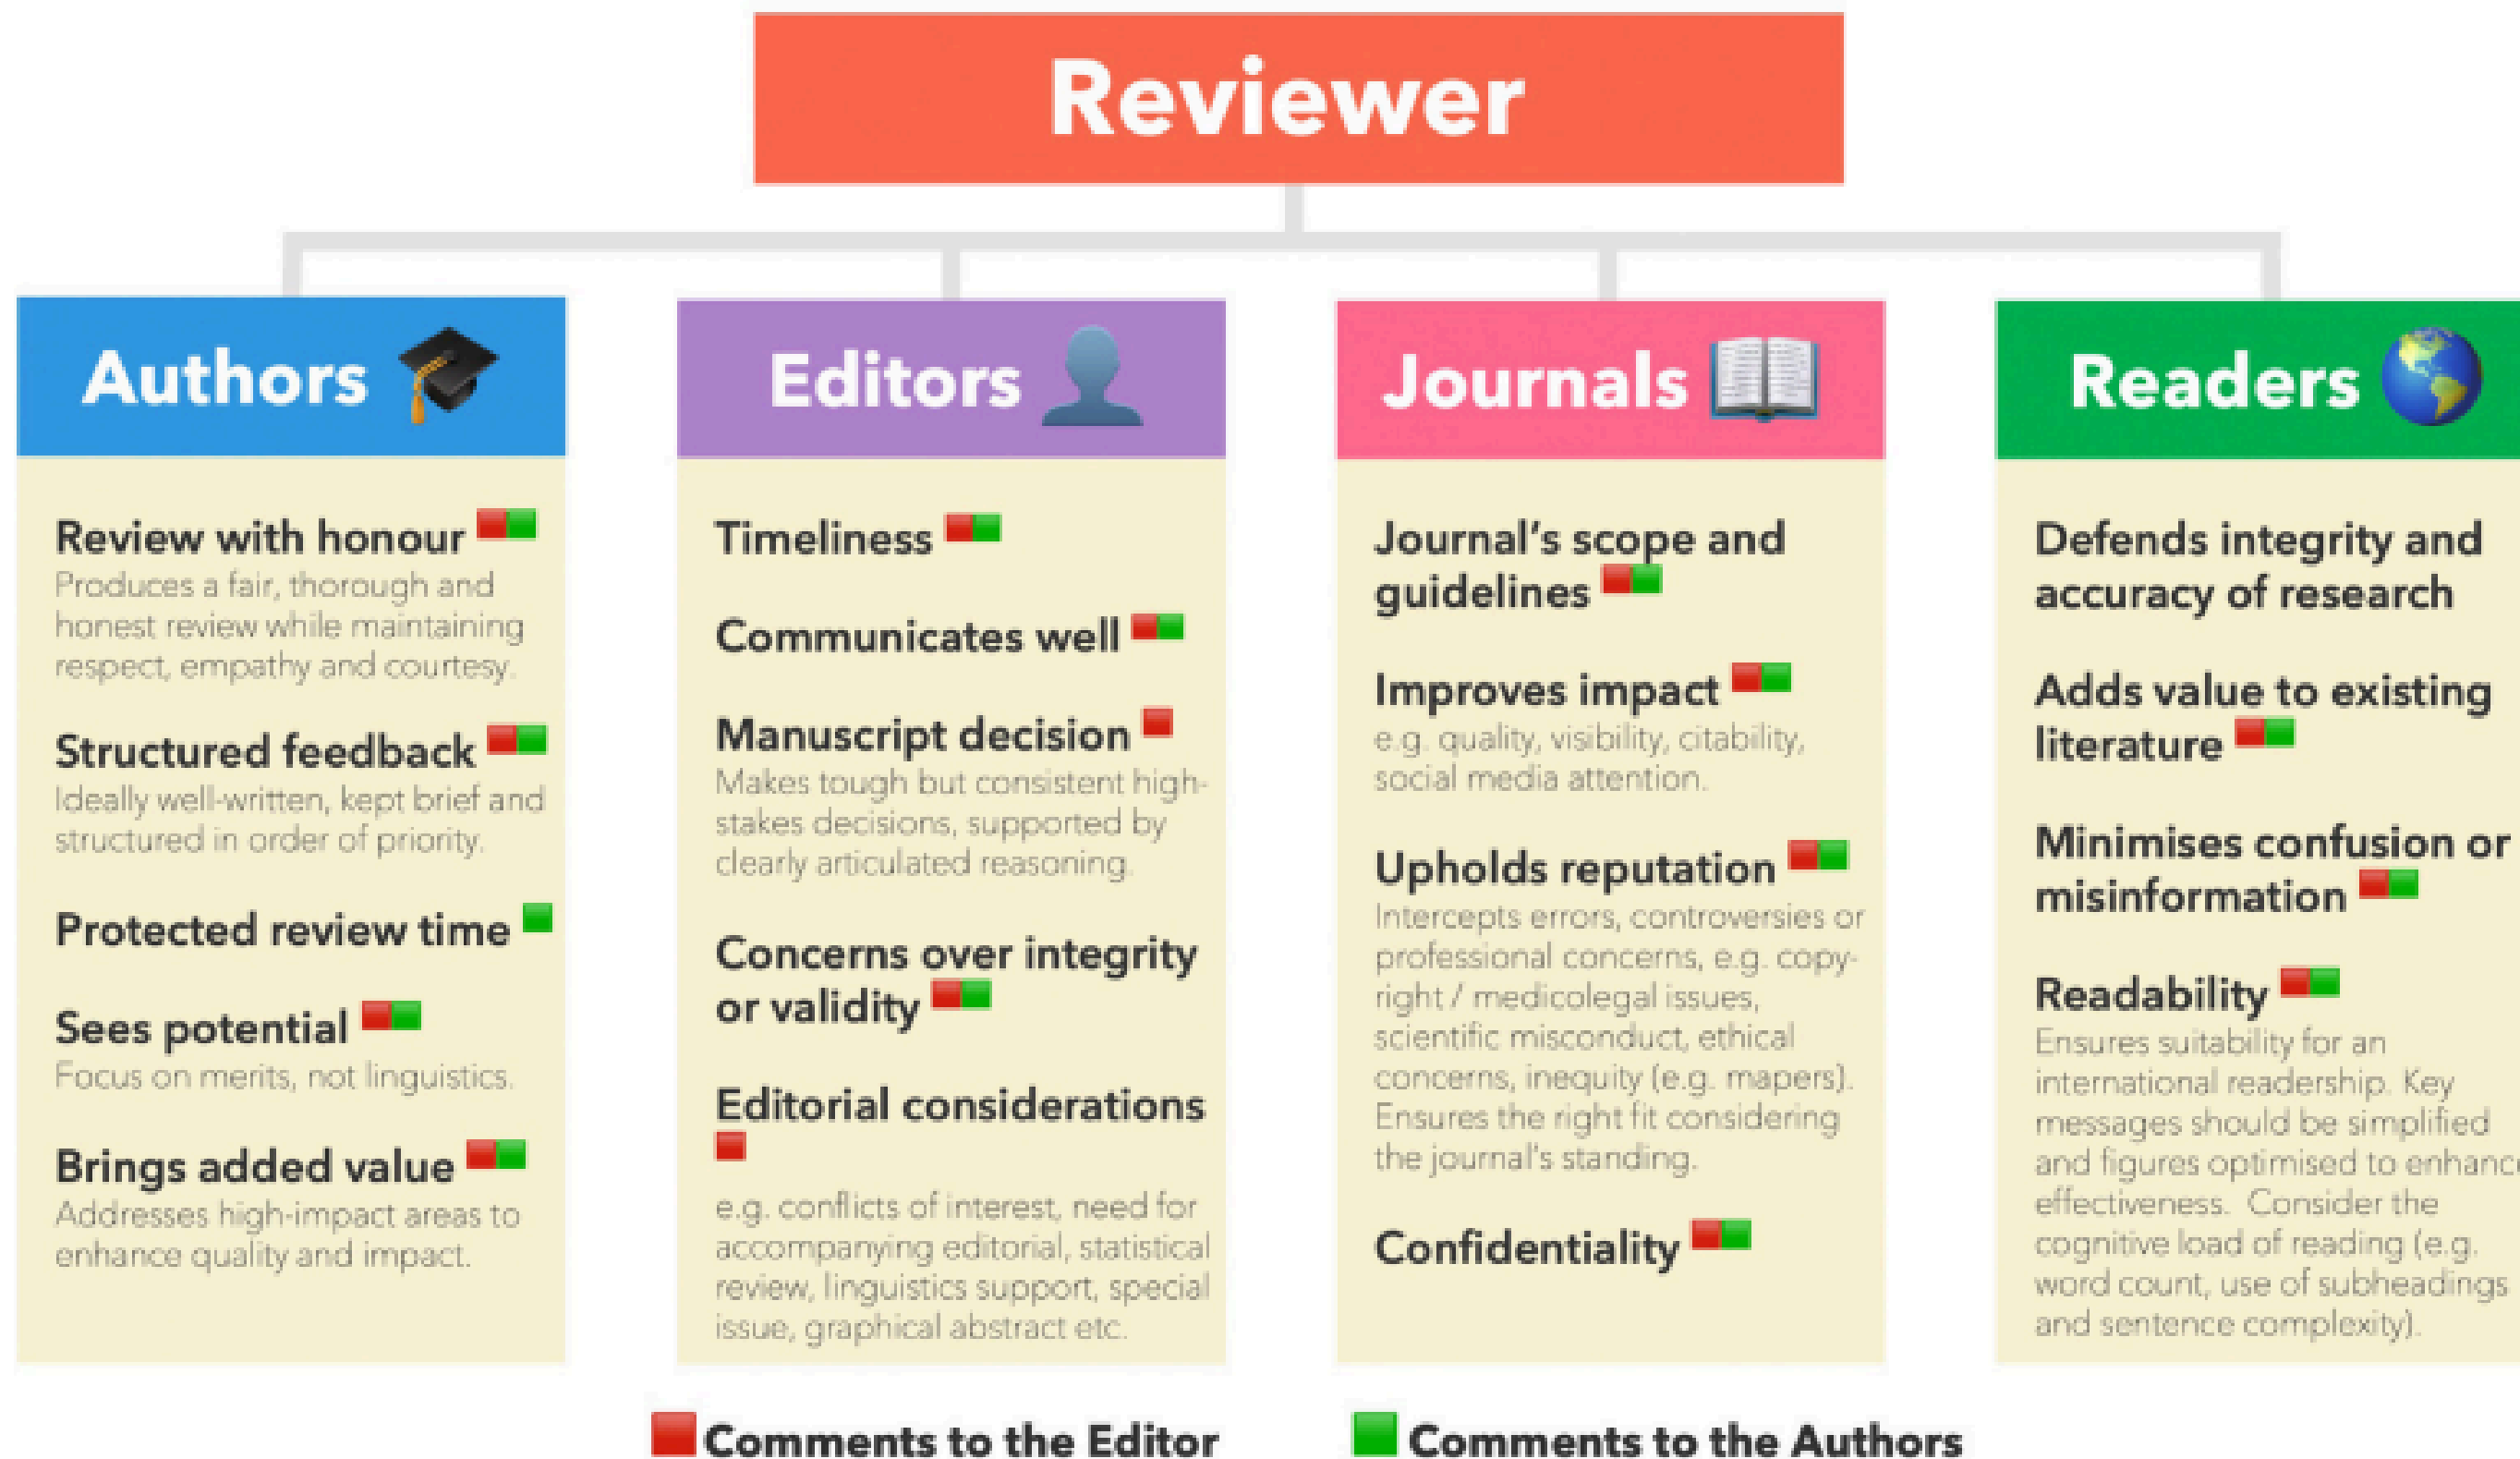 Reviewer
Authors
Review with honour
Produces a fair, thorough and
honest review while maintaining
respect, empathy and courtesy.
Structured feedback
Ideally well-written, kept brief and
structured in order of priority.
Protected review time
Sees potential
Focus on merits, not linguistics.
Brings added value
Addresses high-impact areas to
enhance quality and impact.
Editors
Timeliness
Communicates well
Manuscript decision
Makes tough but consistent high-
stakes decisions, supported by
clearly articulated reasoning.
Concerns over integrity
or validity
Editorial considerations
e.g. conflicts of interest, need for
accompanying editorial, statistical
review, linguistics support, special
issue, graphical abstract etc.
Journals
Journal's scope and
guidelines
Improves impact
e.g. quality, visibility, citability,
social media attention.
Upholds reputation
Intercepts errors, controversies or
professional concerns, e.g. copy-
right / medicolegal issues,
scientific misconduct, ethical
concerns, inequity (e.g. mapers).
Ensures the right fit considering
the journal's standing.
Confidentiality
Readers
Defends integrity and
accuracy of research
Adds value to existing
literature
Minimises confusion or
misinformation
Readability
Ensures suitability for an
international readership. Key
messages should be simplified
and figures optimised to enhance
effectiveness. Consider the
cognitive load of reading (e.g.
word count, use of subheadings
and sentence complexity).
Comments to the Editor
Comments to the Authors